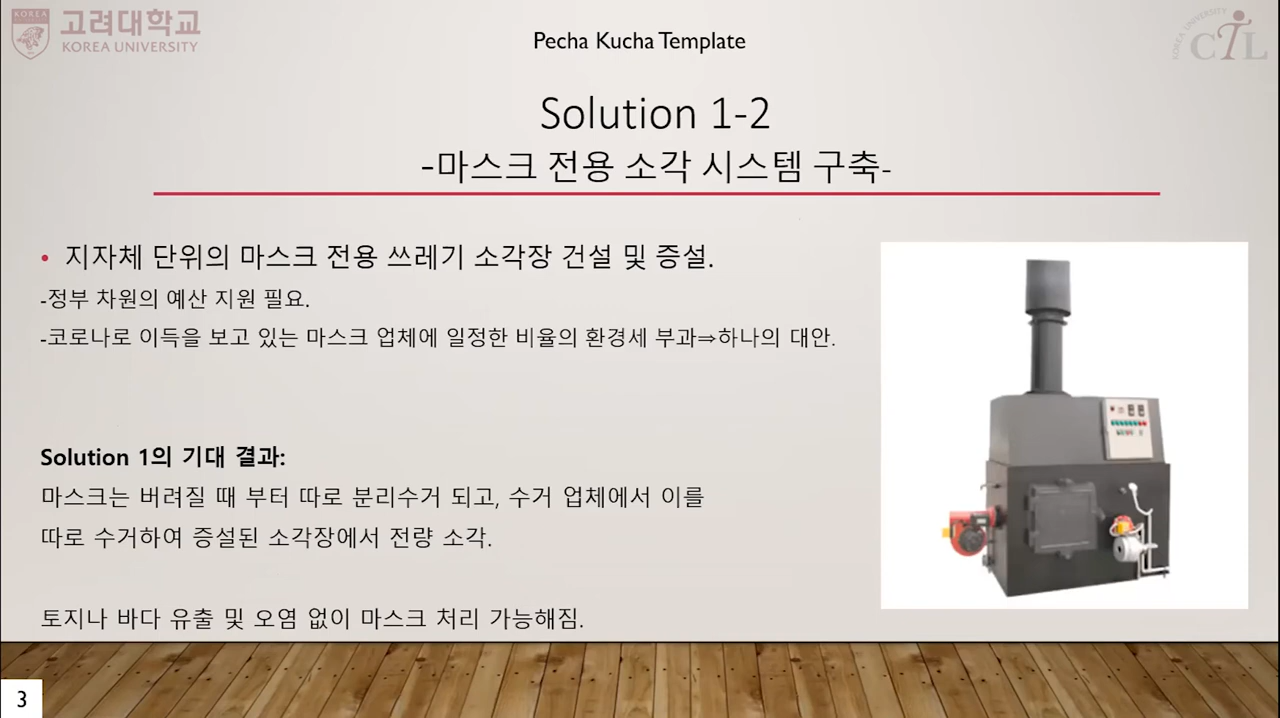 KOREA
고려대학교
KOREA UNIVERSITY
Pecha Kucha Template
KOREA UNIVERSITY
CTL
Solution 1-2
-마스크 전용 소각 시스템 구축-
• 지자체 단위의 마스크 전용 쓰레기 소각장 건설 및 증설.
-정부 차원의 예산 지원 필요.
-코로나로 이득을 보고 있는 마스크 업체에 일정한 비율의 환경세 부과⇒하나의 대안.
Solution 1의 기대 결과:
마스크는 버려질 때 부터 따로 분리수거 되고, 수거 업체에서 이를
따로 수거하여 증설된 소각장에서 전량 소각.
토지나 바다 유출 및 오염 없이 마스크 처리 가능해짐.
3